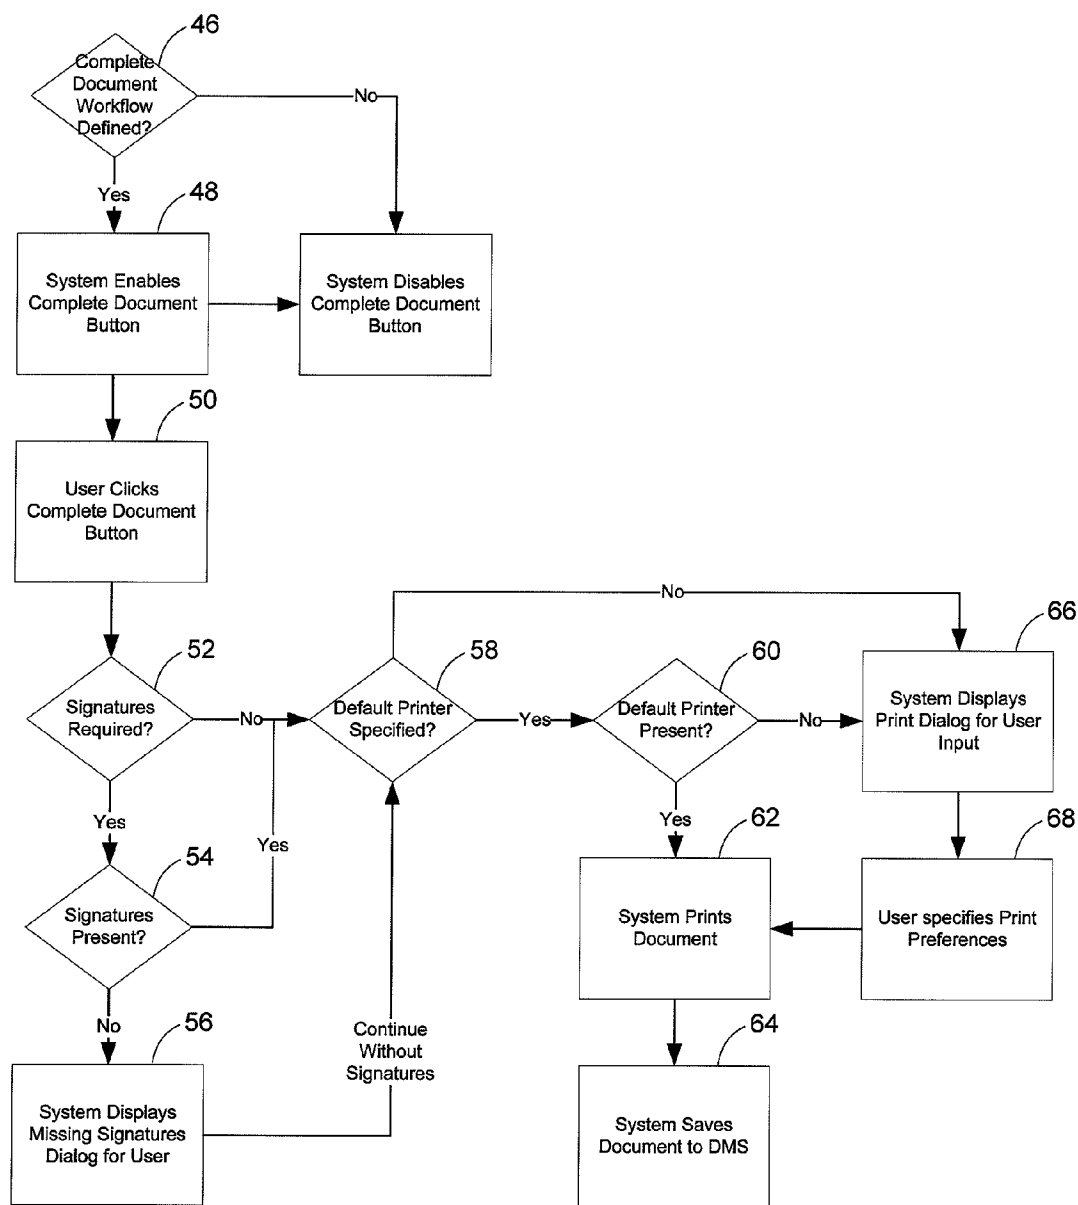 46
Complete
Document
Workflow
Defined?
No
Yes
48
System Enables
Complete Document
Button
System Disables
Complete Document
Button
50
User Clicks
Complete Document
Button
No
52
Signatures
Required?
No
58
Default Printer
Specified?
Yes
60
Default Printer
Present?
No
66
System Displays
Print Dialog for User
Input
Yes
Yes
54
Signatures
Present?
Yes
62
System Prints
Document
68
User specifies Print
Preferences
No
56
System Displays
Missing Signatures
Dialog for User
Continue
Without
Signatures
64
System Saves
Document to DMS